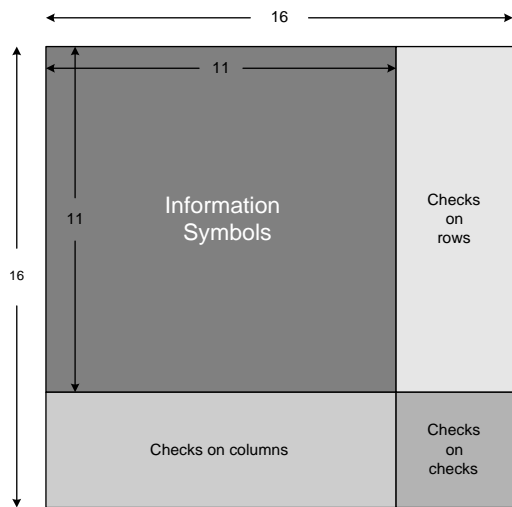 16
11
Information
Symbols
Checks
on
rows
11
16
Checks on columns
Checks
on
checks